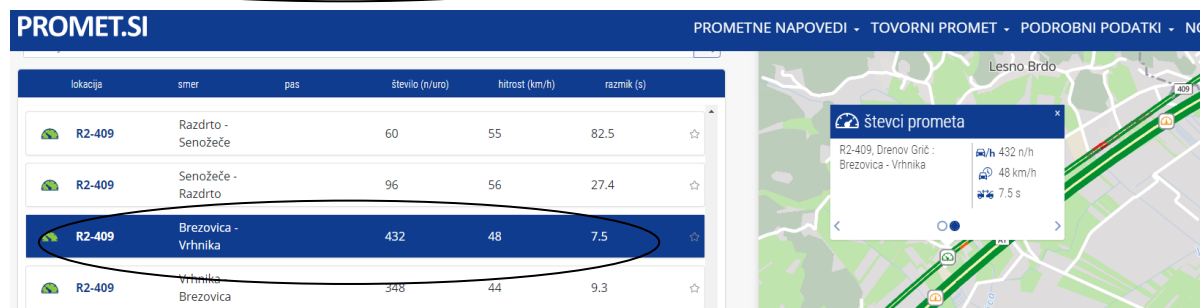 PROMET.SI
PROMETNE NAPOVEDI TOVORNI PROMET PODROBNI PODATKI
lokacija smer pas število (n/uro) hitrost (km/h) razmik (s)
R2-409 Razdrto - Senožeče 60 55 82.5
R2-409 Senožeče - Razdrto 96 56 27.4
R2-409 Brezovica - Vrhnika 432 48 7.5
R2-409 Vrhnika - Brezovica 348 44 9.3
Lesno Brdo
409
števci prometa ×
R2-409, Drenov Grič :
Brezovica - Vrhnika
/h 432 n/h
48 km/h
7.5 s
A1